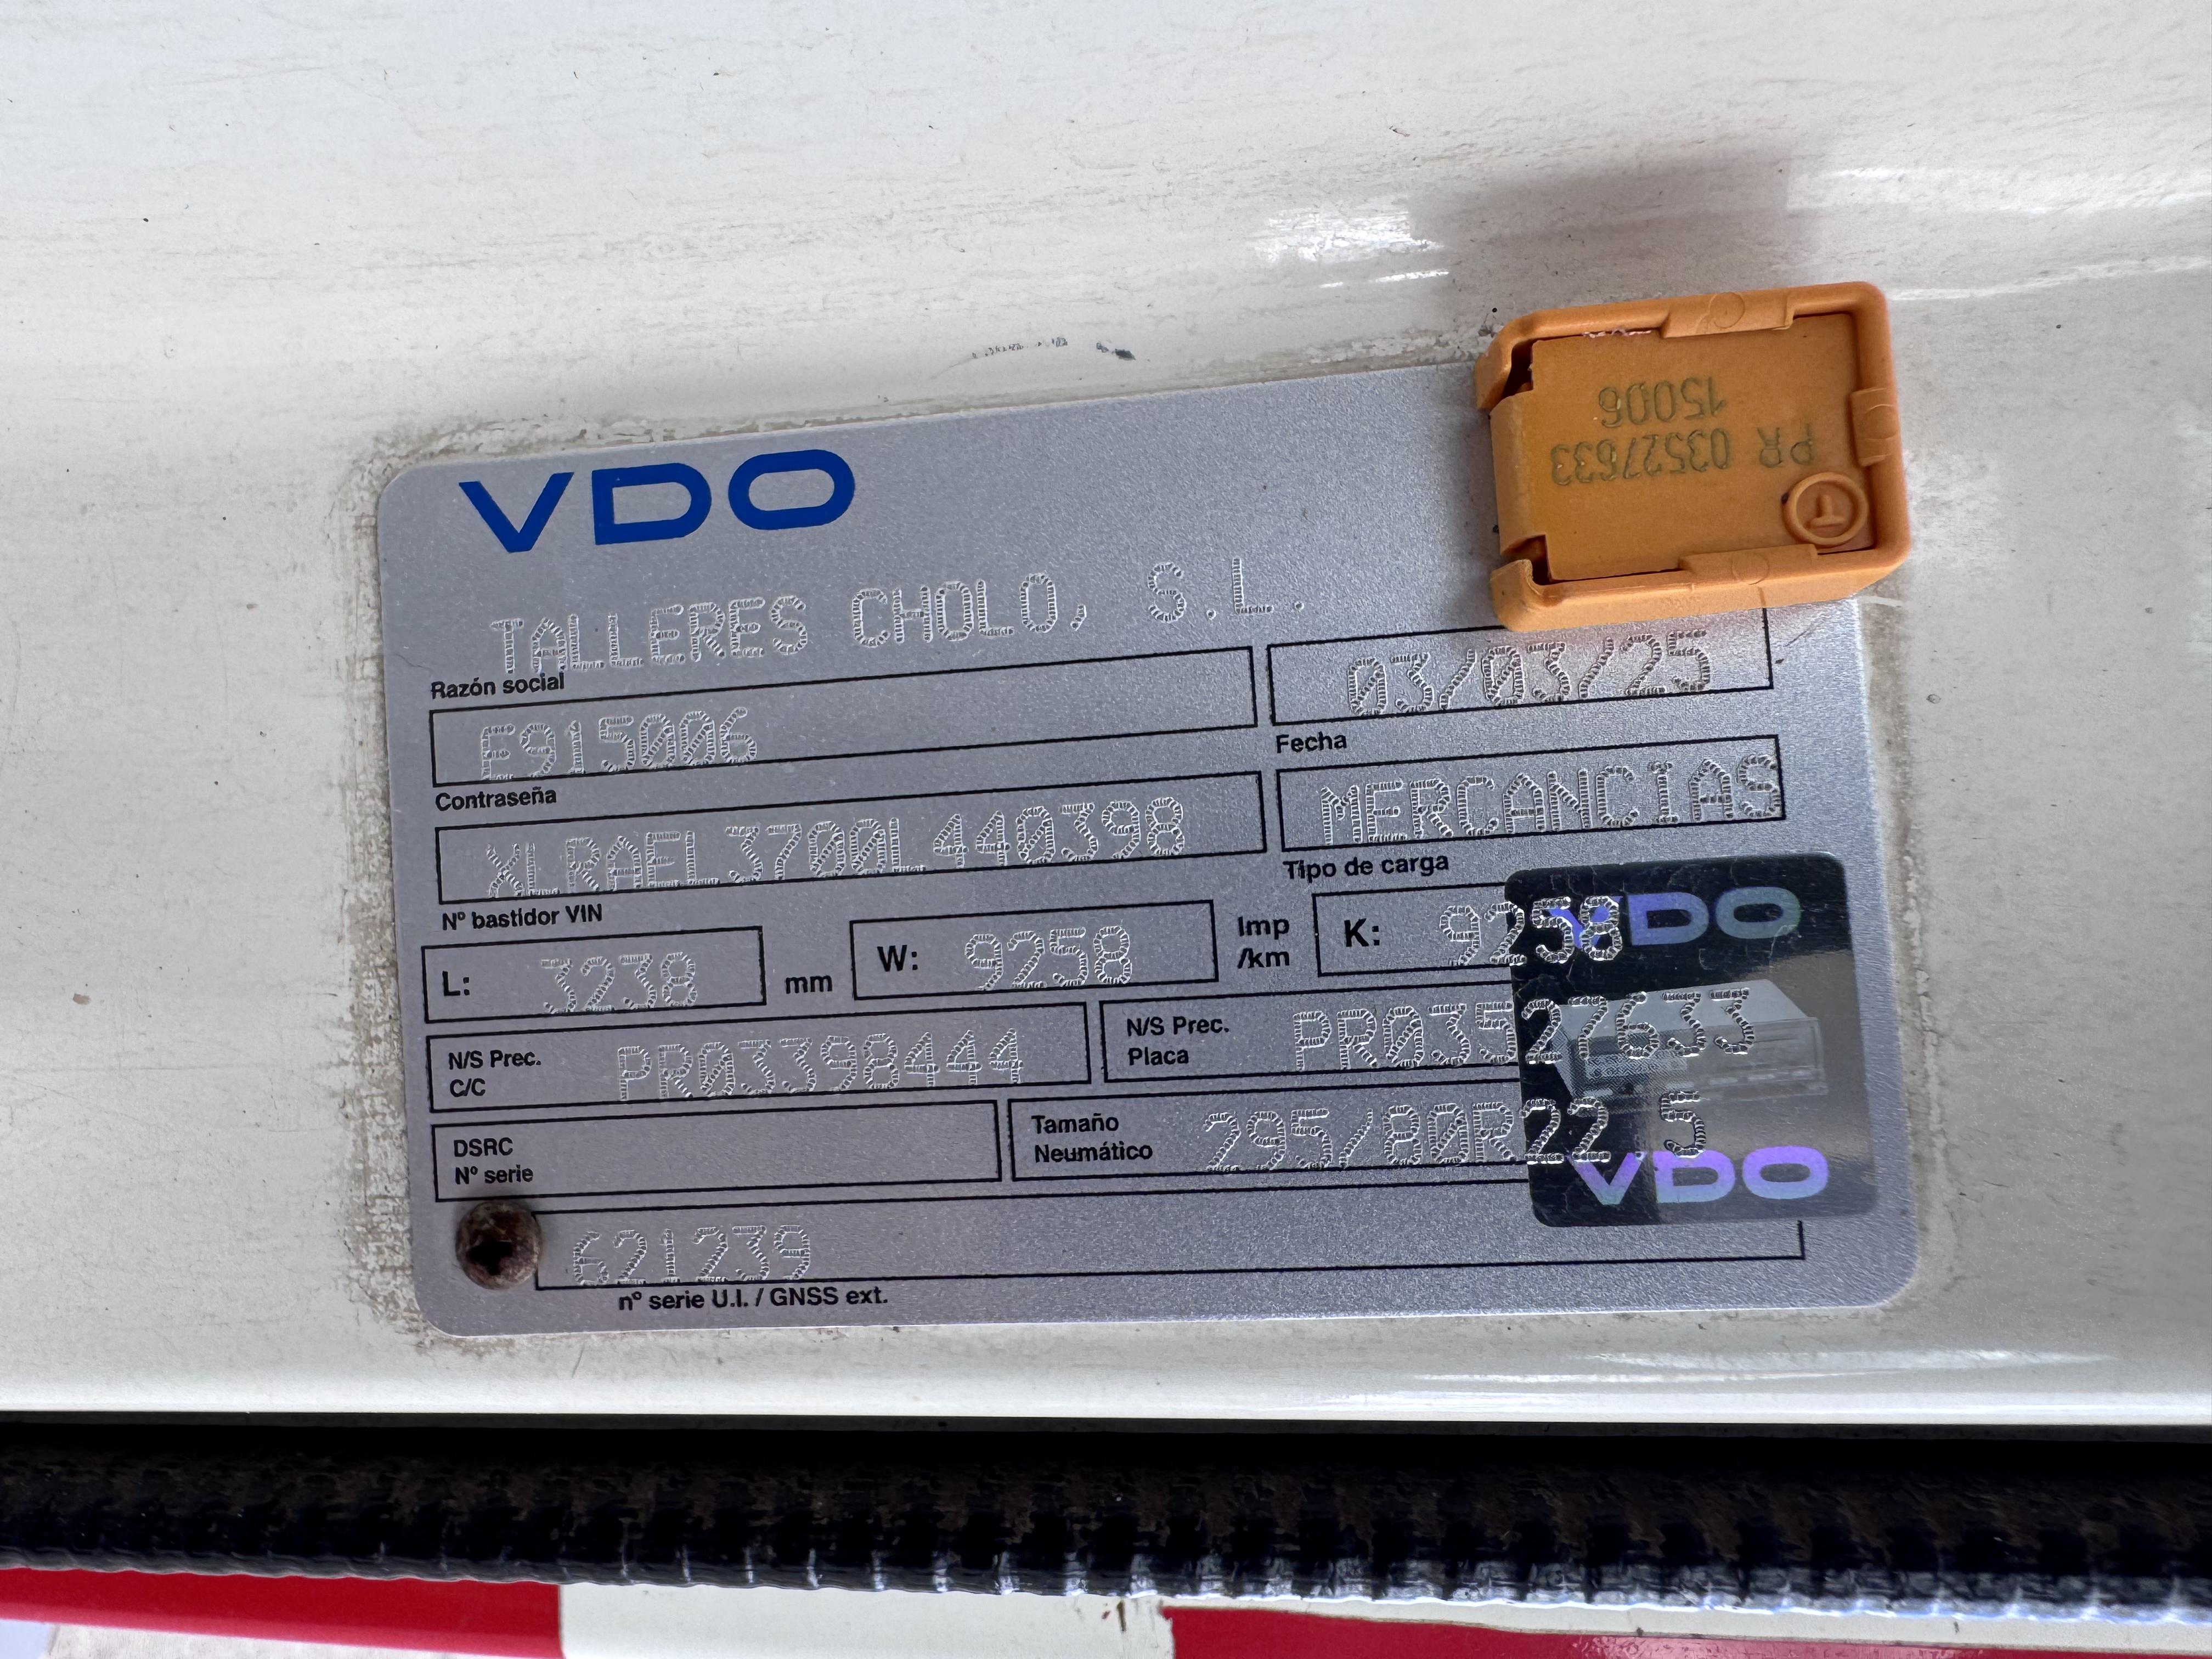 VDO
PR 03527633
15006
TALLERES CHOLO, S.L.
Razón social
03/03/25
E915006
Fecha
Contraseña
MERCANCIAS
XLRAEL3700L440398
Tipo de carga
Nº bastidor VIN
L: 3238 mm W: 9258 Imp /km K: 9258
VDO
N/S Prec. C/C PR03398444 N/S Prec. Placa PR03527633
DSRC Nº serie Tamaño Neumático 295/80R22.5
VDO
621239
nº serie U.I. / GNSS ext.